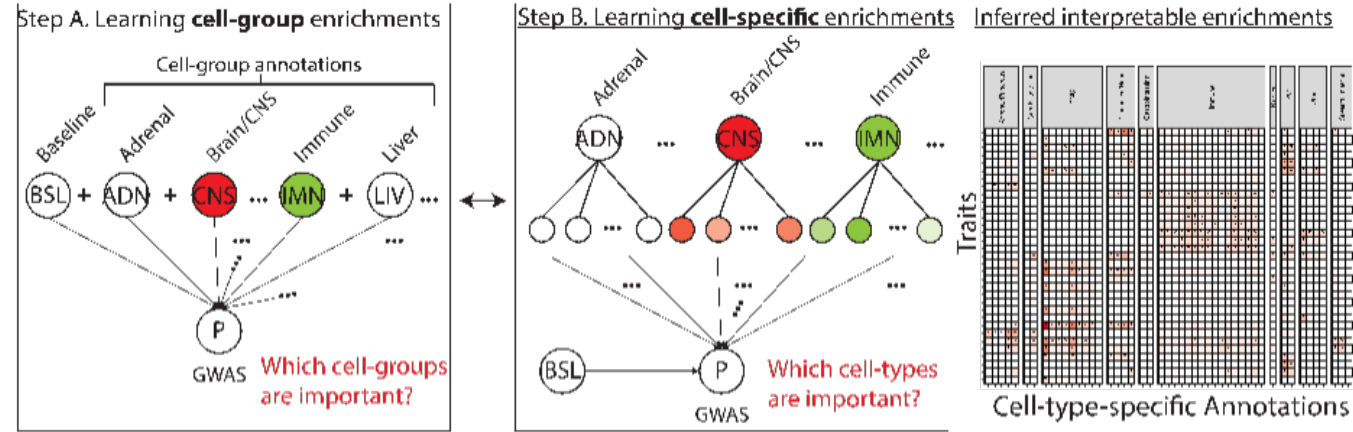 Step A. Learning cell-group enrichments
Cell-group annotations
Baseline
Adrenal
Brain/CNS
Immune
Liver
BSL + ADN + CNS ... IMN + LIV ...
...
...
...
P
GWAS
Which cell-groups
are important?
Step B. Learning cell-specific enrichments
Adrenal
Brain/CNS
Immune
ADN ... CNS ... IMN ...
... ... ...
... ... ...
...
BSL
P
GWAS
Which cell-types
are important?
Inferred interpretable enrichments
Traits
Cell-type-specific Annotations